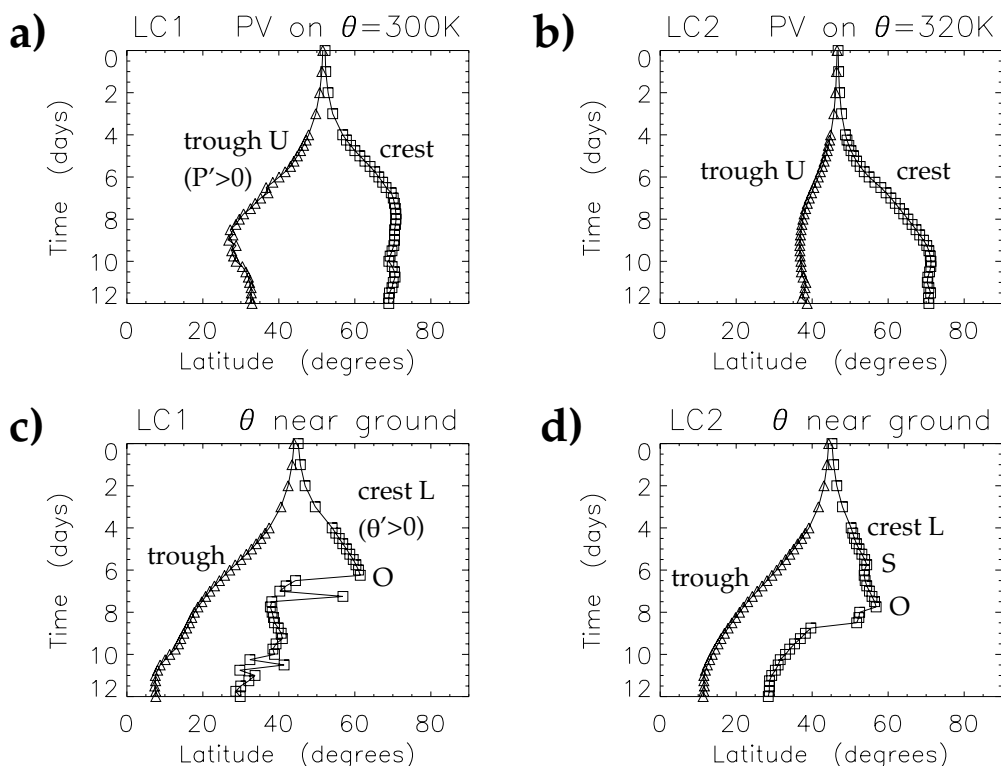 a)
LC1 PV on θ=300K
0
2
4
6
8
10
12
Time (days)
trough U
(P'>0)
crest
0 20 40 60 80
Latitude (degrees)
b)
LC2 PV on θ=320K
0
2
4
6
8
10
12
Time (days)
trough U
crest
0 20 40 60 80
Latitude (degrees)
c)
LC1 θ near ground
0
2
4
6
8
10
12
Time (days)
crest L
(θ'>0)
trough
O
0 20 40 60 80
Latitude (degrees)
d)
LC2 θ near ground
0
2
4
6
8
10
12
Time (days)
crest L
S
trough
O
0 20 40 60 80
Latitude (degrees)